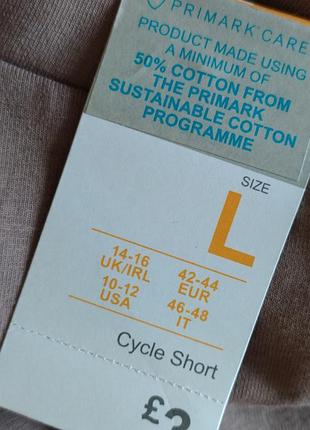 PRIMARK CARE
PRODUCT MADE USING
A MINIMUM OF
50% COTTON FROM
THE PRIMARK
SUSTAINABLE COTTON
PROGRAMME
SIZE
L
14-16 42-44
UK/IRL EUR
10-12 46-48
USA IT
Cycle Short
£